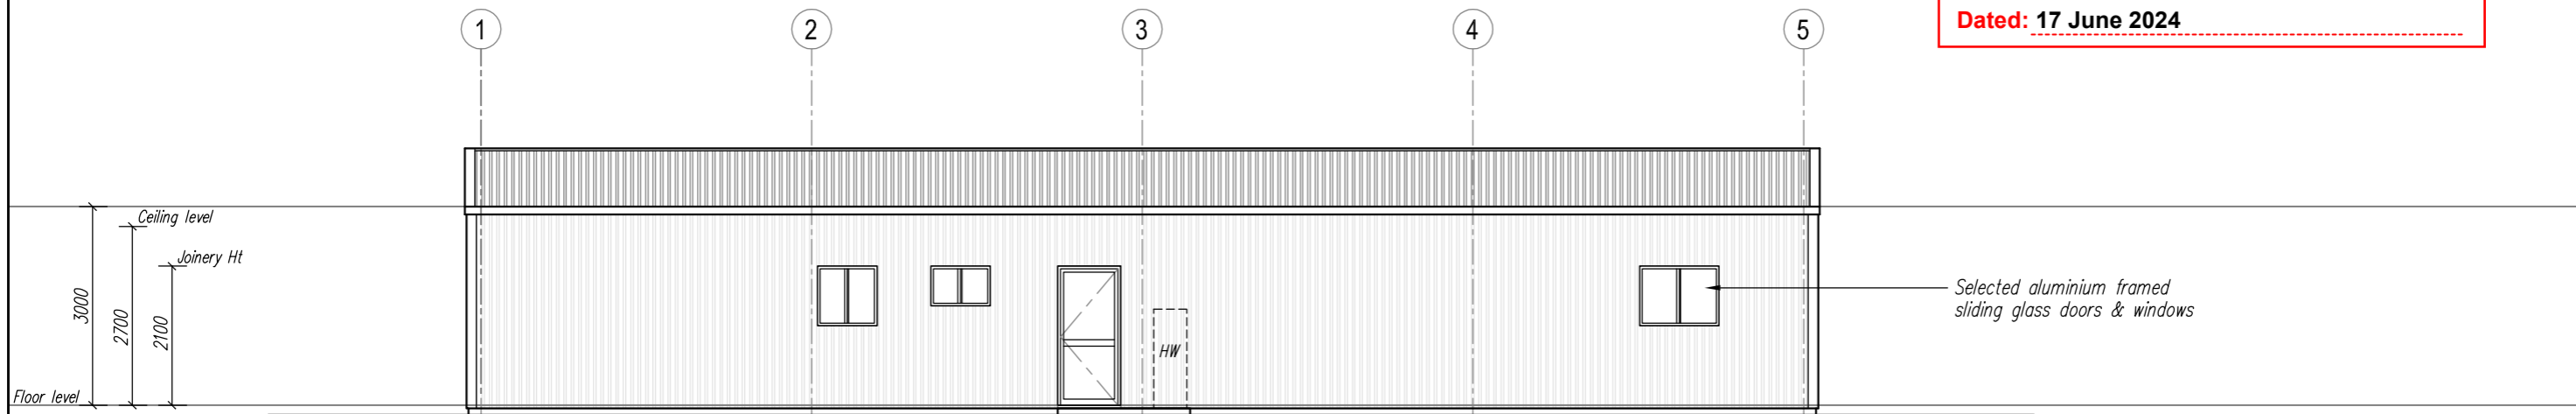 Dated: 17 June 2024
1 2 3 4 5
Ceiling level
Joinery Ht
3000
2700
2100
Floor level
HW
Selected aluminium framed
sliding glass doors & windows